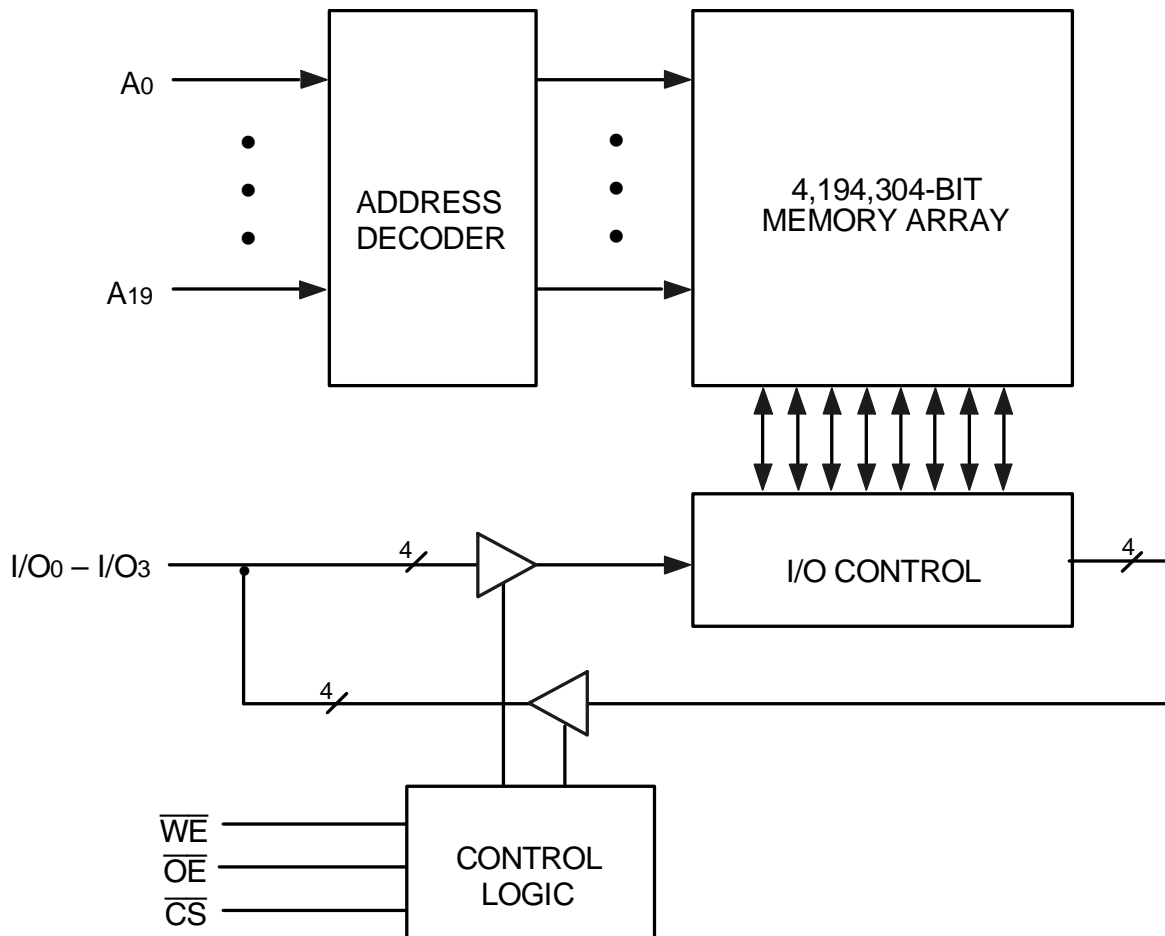 A0
A19
ADDRESS
DECODER
4,194,304-BIT
MEMORY ARRAY
I/O0 – I/O3
4
I/O CONTROL
4
4
WE
OE
CS
CONTROL
LOGIC